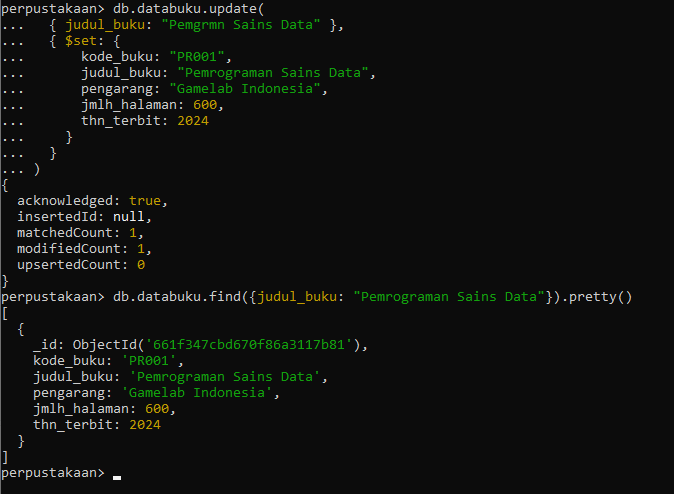 perpustakaan> db.databuku.update(
...    { judul_buku: "Pemgrmn Sains Data" },
...    { $set: {
...        kode_buku: "PR001",
...        judul_buku: "Pemrograman Sains Data",
...        pengarang: "Gamelab Indonesia",
...        jmlh_halaman: 600,
...        thn_terbit: 2024
...      }
...    }
... )
{
  acknowledged: true,
  insertedId: null,
  matchedCount: 1,
  modifiedCount: 1,
  upsertedCount: 0
}
perpustakaan> db.databuku.find({judul_buku: "Pemrograman Sains Data"}).pretty()
[
  {
    _id: ObjectId('661f347cbd670f86a3117b81'),
    kode_buku: 'PR001',
    judul_buku: 'Pemrograman Sains Data',
    pengarang: 'Gamelab Indonesia',
    jmlh_halaman: 600,
    thn_terbit: 2024
  }
]
perpustakaan>